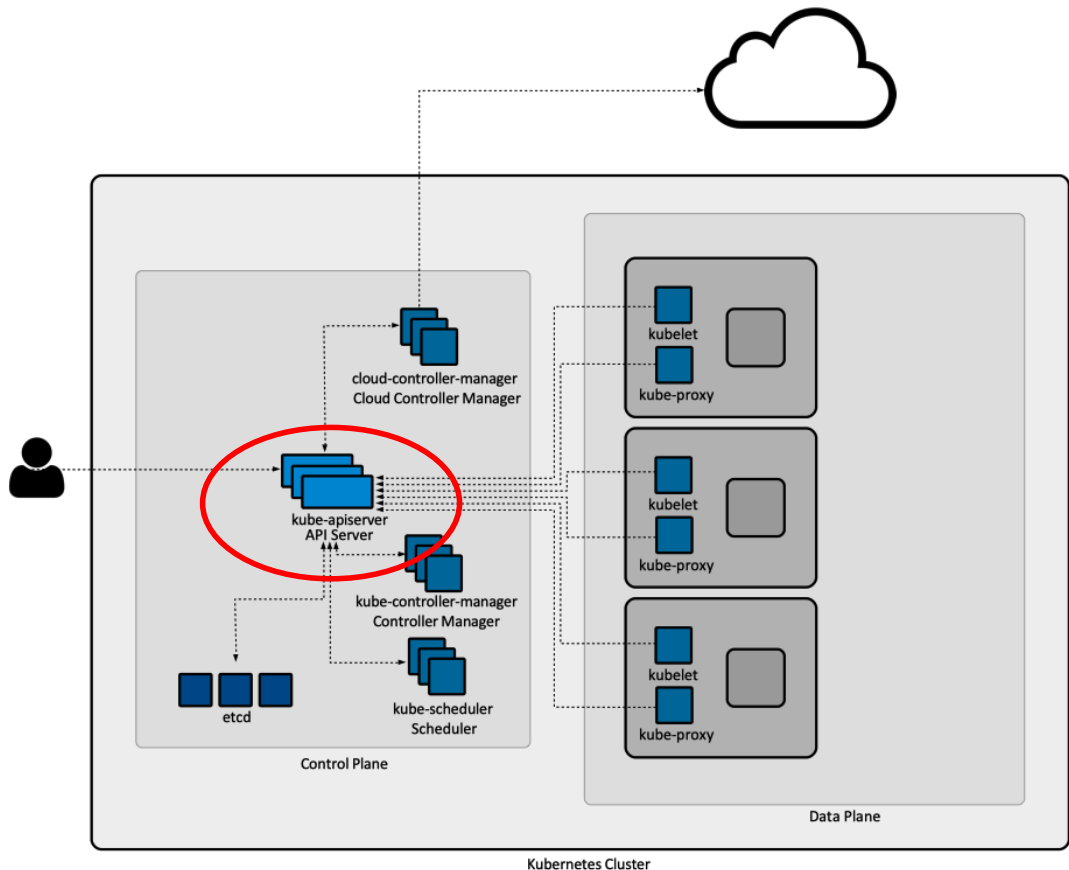 cloud-controller-manager
Cloud Controller Manager
kube-apiserver
API Server
kube-controller-manager
Controller Manager
kube-scheduler
Scheduler
etcd
Control Plane
kubelet
kube-proxy
kubelet
kube-proxy
kubelet
kube-proxy
Data Plane
Kubernetes Cluster